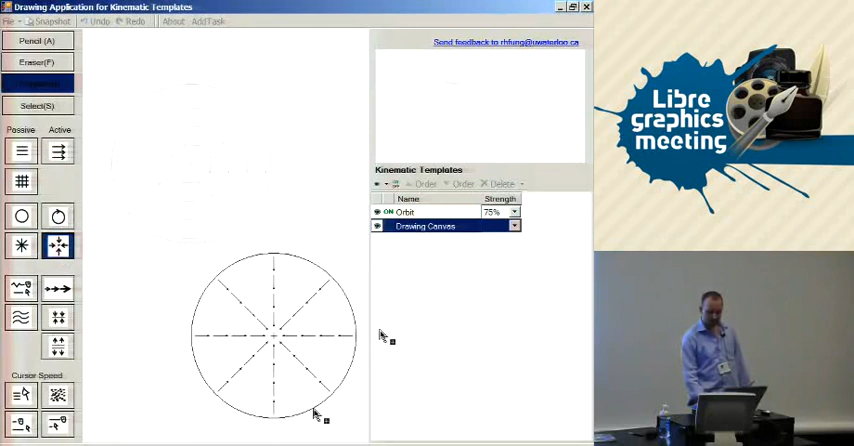 Drawing Application for Kinematic Templates
File Snapshot Undo Redo About AddTask
Pencil (A)
Eraser(F)
Select(S)
Passive Active
Cursor Speed
Send feedback to rhfung@uwaterloo.ca
Kinematic Templates
Order Order Delete
Name Strength
ON Orbit 75%
Drawing Canvas
Libre
graphics
meeting